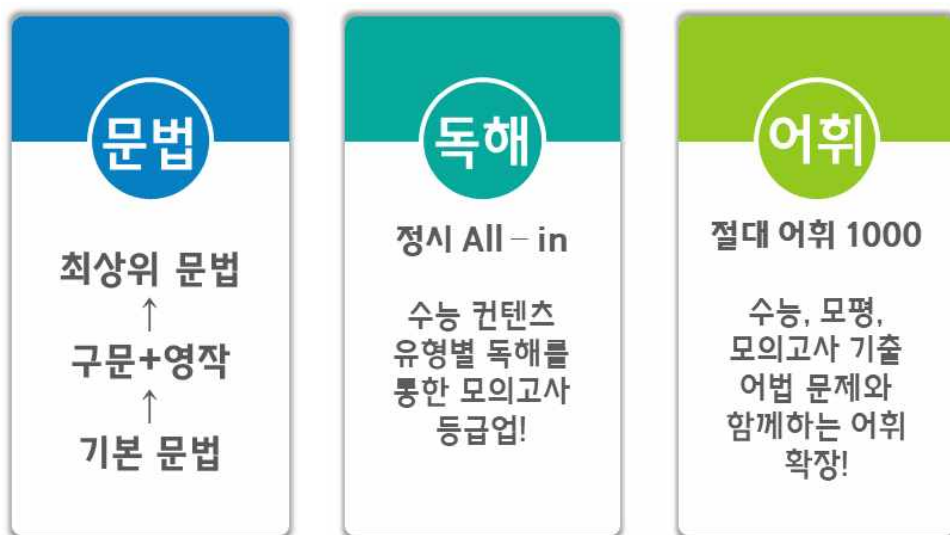 문법
최상위 문법
↑
구문+영작
↑
기본 문법
독해
정시 All – in
수능 컨텐츠
유형별 독해를
통한 모의고사
등급업!
어휘
절대 어휘 1000
수능, 모평,
모의고사 기출
어법 문제와
함께하는 어휘
확장!